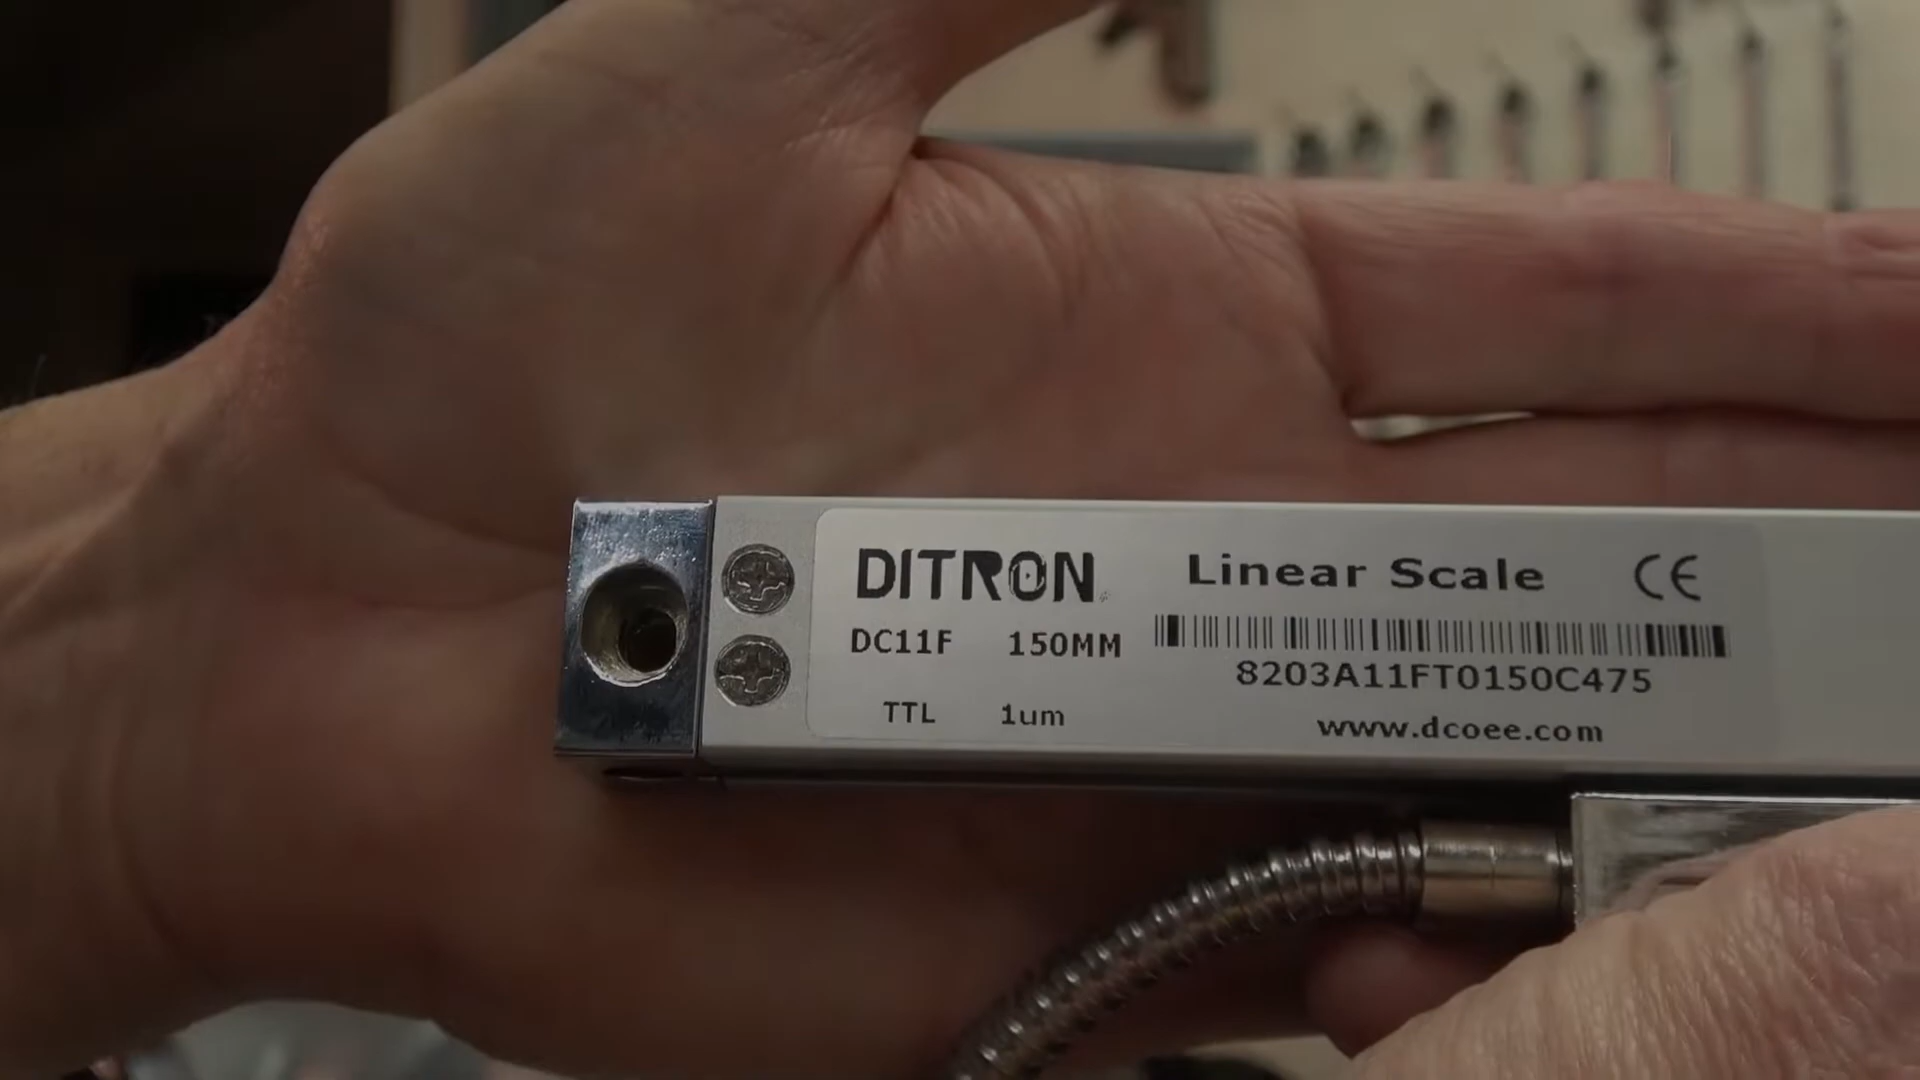 DITRON Linear Scale CE
DC11F 150MM
8203A11FT0150C475
TTL 1um
www.dcoee.com